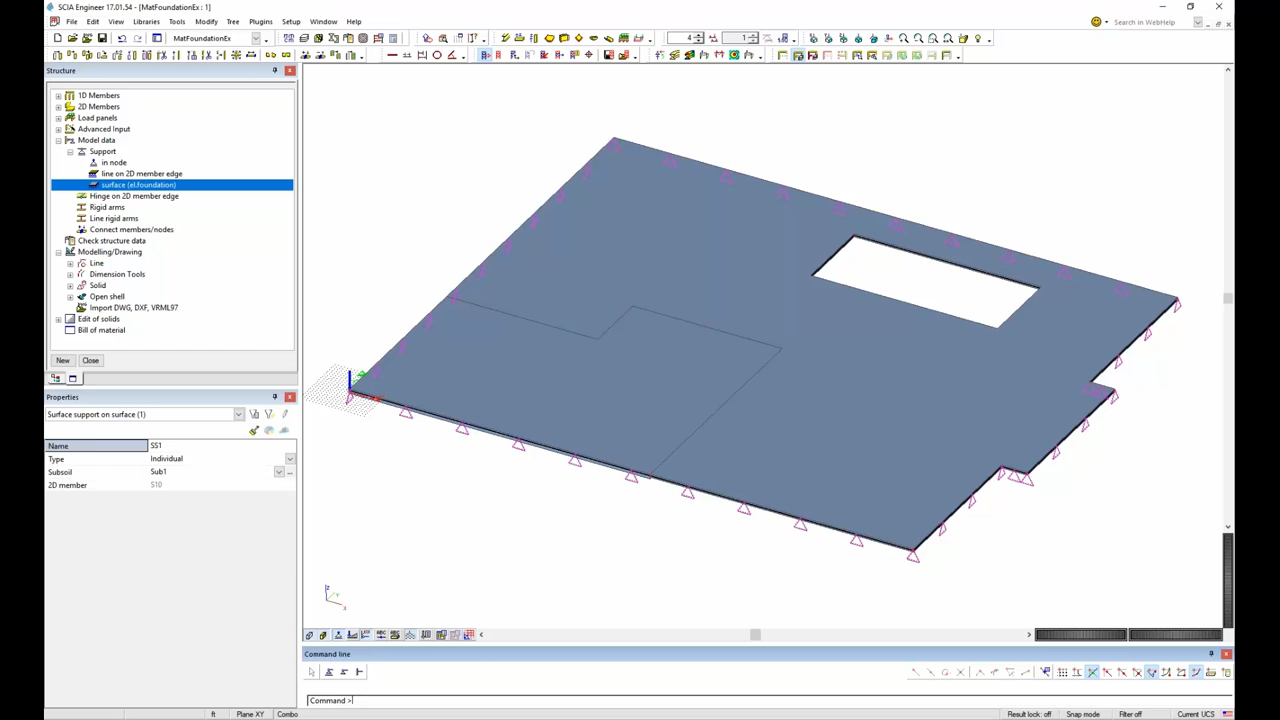 SCIA Engineer 17.01.54 - [MatFoundationEx : 1]
File Edit View Libraries Tools Modify Tree Plugins Setup Window Help
Search in WebHelp
MatFoundationEx
4
1
Structure
1D Members
2D Members
Load panels
Advanced Input
Model data
Support
in node
line on 2D member edge
surface (el.foundation)
Hinge on 2D member edge
Rigid arms
Line rigid arms
Connect members/nodes
Check structure data
Modelling/Drawing
Line
Dimension Tools
Solid
Open shell
Import DWG, DXF, VRML97
Edit of solids
Bill of material
New Close
Properties
Surface support on surface (1)
Name SS1
Type Individual
Subsoil Sub1
2D member S10
Z
Y
X
Command line
Command >
ft Plane XY Combo Result lock: off Snap mode Filter off Current UCS